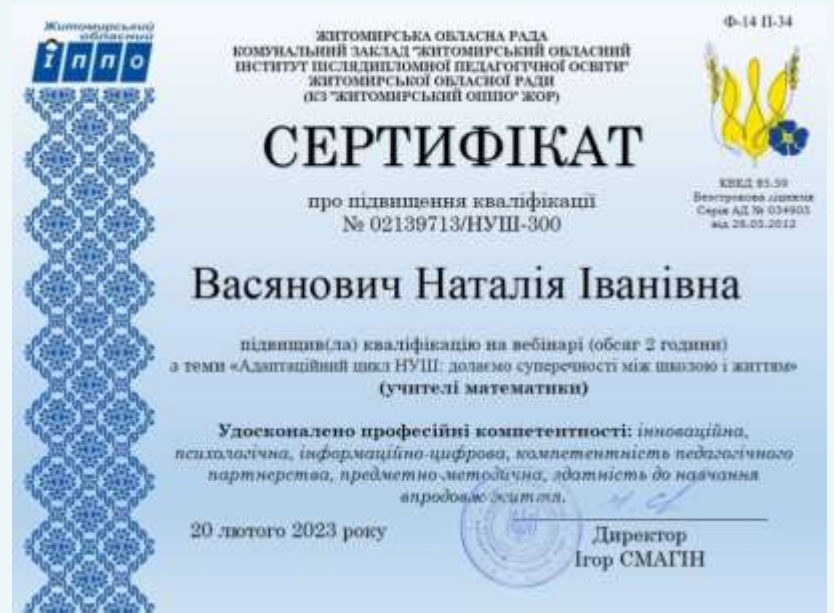 Житомирський
обласний
ІППО
Ф-14 П-34
ЖИТОМИРСЬКА ОБЛАСНА РАДА
КОМУНАЛЬНИЙ ЗАКЛАД "ЖИТОМИРСЬКИЙ ОБЛАСНИЙ
ІНСТИТУТ ПІСЛЯДИПЛОМНОЇ ПЕДАГОГІЧНОЇ ОСВІТИ"
ЖИТОМИРСЬКОЇ ОБЛАСНОЇ РАДИ
(КЗ "ЖИТОМИРСЬКИЙ ОІППО" ЖОР)
СЕРТИФІКАТ
КВЕД 85.59
Безстрокова ліцензія
Серія АД № 034903
від 28.05.2012
про підвищення кваліфікації
№ 02139713/НУШ-300
Васянович Наталія Іванівна
підвищив(ла) кваліфікацію на вебінарі (обсяг 2 години)
з теми «Адаптаційний цикл НУШ: долаємо суперечності між школою і життям»
(учителі математики)
Удосконалено професійні компетентності: інноваційна,
психологічна, інформаційно-цифрова, компетентність педагогічного
партнерства, предметно-методична, здатність до навчання
впродовж життя.
20 лютого 2023 року
Директор
Ігор СМАГІН